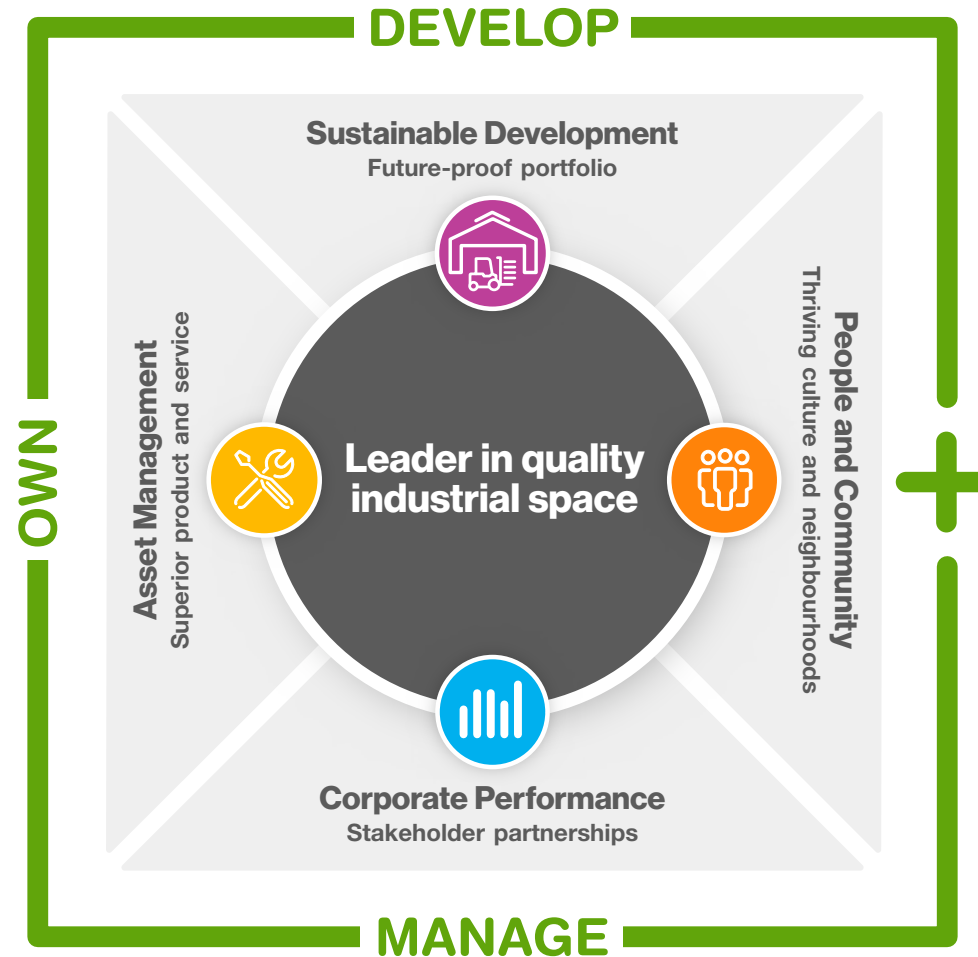 DEVELOP
Sustainable Development
Future-proof portfolio
OWN
Asset Management
Superior product and service
Leader in quality
industrial space
People and Community
Thriving culture and neighbourhoods
+
Corporate Performance
Stakeholder partnerships
MANAGE